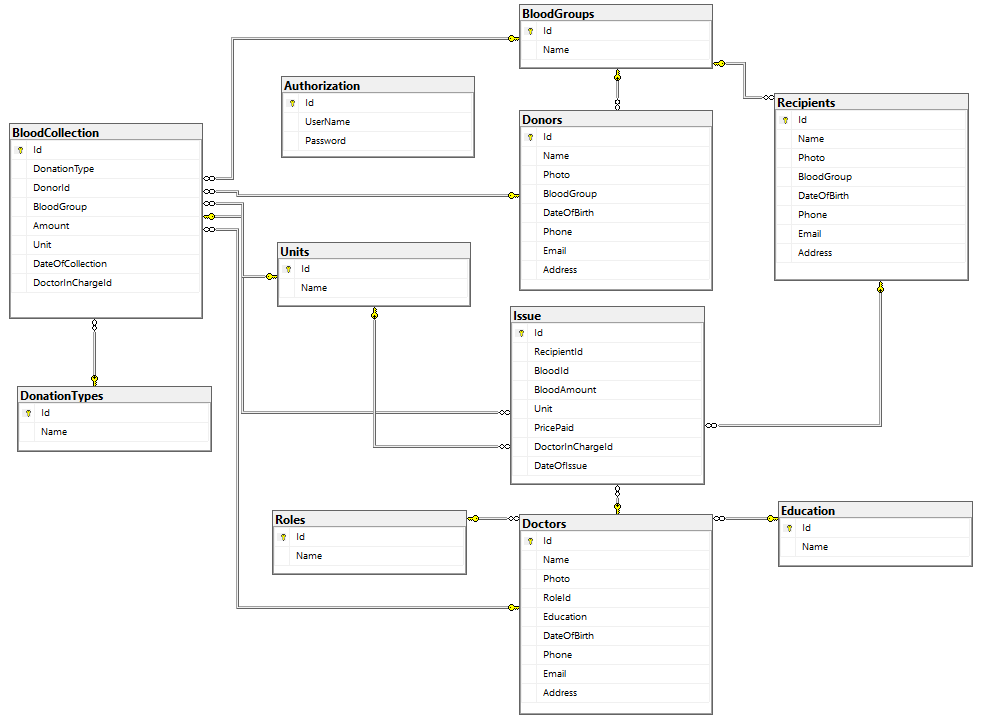 BloodGroups
Id
Name
Authorization
Id
UserName
Password
Recipients
Id
Name
Photo
BloodGroup
DateOfBirth
Phone
Email
Address
Donors
Id
Name
Photo
BloodGroup
DateOfBirth
Phone
Email
Address
BloodCollection
Id
DonationType
DonorId
BloodGroup
Amount
Unit
DateOfCollection
DoctorInChargeId
Units
Id
Name
Issue
Id
RecipientId
BloodId
BloodAmount
Unit
PricePaid
DoctorInChargeId
DateOfIssue
DonationTypes
Id
Name
Roles
Id
Name
Doctors
Id
Name
Photo
RoleId
Education
DateOfBirth
Phone
Email
Address
Education
Id
Name